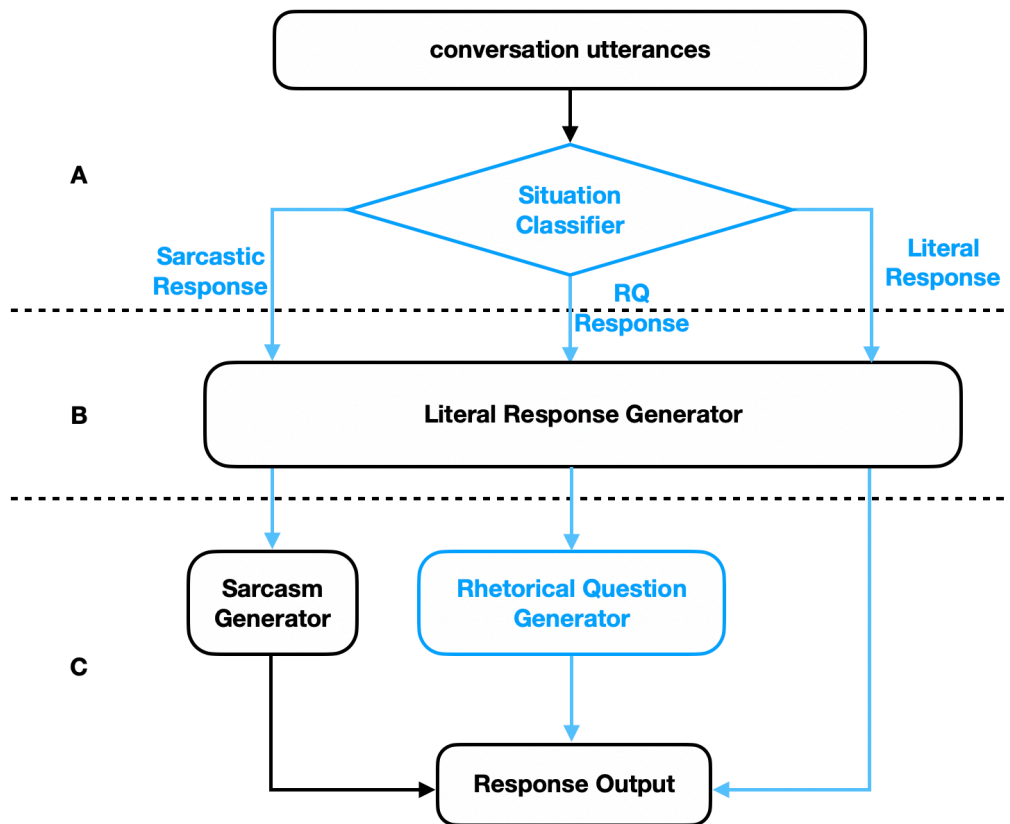 conversation utterances
A
Situation
Classifier
Sarcastic
Response
RQ
Response
Literal
Response
B
Literal Response Generator
Sarcasm
Generator
Rhetorical Question
Generator
C
Response Output